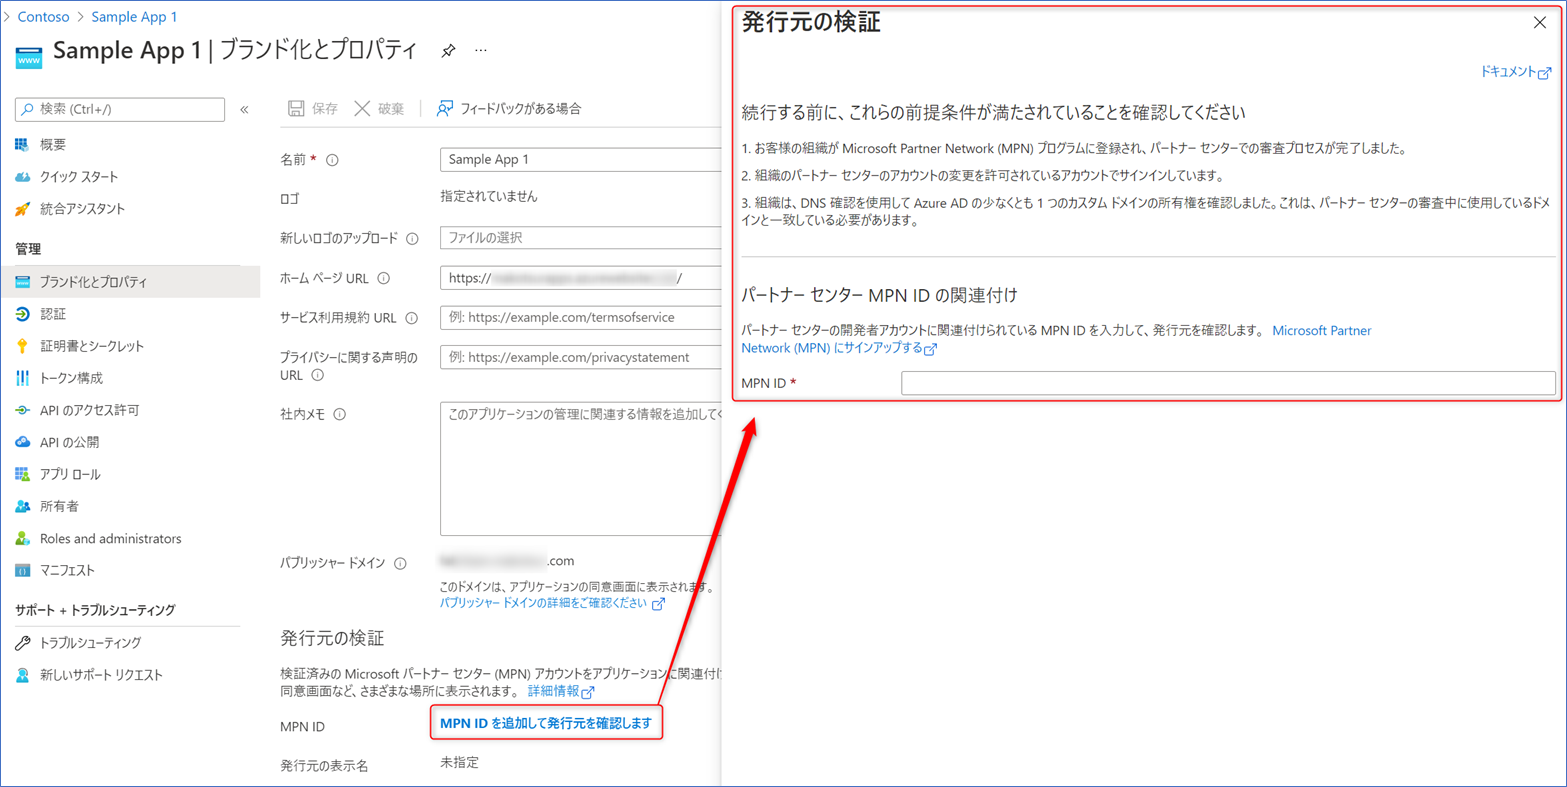 Contoso > Sample App 1
Sample App 1 | ブランド化とプロパティ
検索 (Ctrl+/)
概要
クイック スタート
統合アシスタント
管理
ブランド化とプロパティ
認証
証明書とシークレット
トークン構成
API のアクセス許可
API の公開
アプリ ロール
所有者
Roles and administrators
マニフェスト
サポート + トラブルシューティング
トラブルシューティング
新しいサポート リクエスト
保存
破棄
フィードバックがある場合
名前 *
Sample App 1
ロゴ
指定されていません
新しいロゴのアップロード
ファイルの選択
ホーム ページ URL
https:// /
サービス利用規約 URL
例: https://example.com/termsofservice
プライバシーに関する声明の
URL
例: https://example.com/privacystatement
社内メモ
このアプリケーションの管理に関連する情報を追加してく
パブリッシャー ドメイン
.com
このドメインは、アプリケーションの同意画面に表示されます。
パブリッシャー ドメインの詳細をご確認ください
発行元の検証
検証済みの Microsoft パートナー センター (MPN) アカウントをアプリケーションに関連付け
同意画面など、さまざまな場所に表示されます。 詳細情報
MPN ID
MPN ID を追加して発行元を確認します
発行元の表示名
未指定
発行元の検証
ドキュメント
続行する前に、これらの前提条件が満たされていることを確認してください
1. お客様の組織が Microsoft Partner Network (MPN) プログラムに登録され、パートナー センターでの審査プロセスが完了しました。
2. 組織のパートナー センターのアカウントの変更を許可されているアカウントでサインインしています。
3. 組織は、DNS 確認を使用して Azure AD の少なくとも 1 つのカスタム ドメインの所有権を確認しました。これは、パートナー センターの審査中に使用しているドメ
インと一致している必要があります。
パートナー センター MPN ID の関連付け
パートナー センターの開発者アカウントに関連付けられている MPN ID を入力して、発行元を確認します。 Microsoft Partner
Network (MPN) にサインアップする
MPN ID *